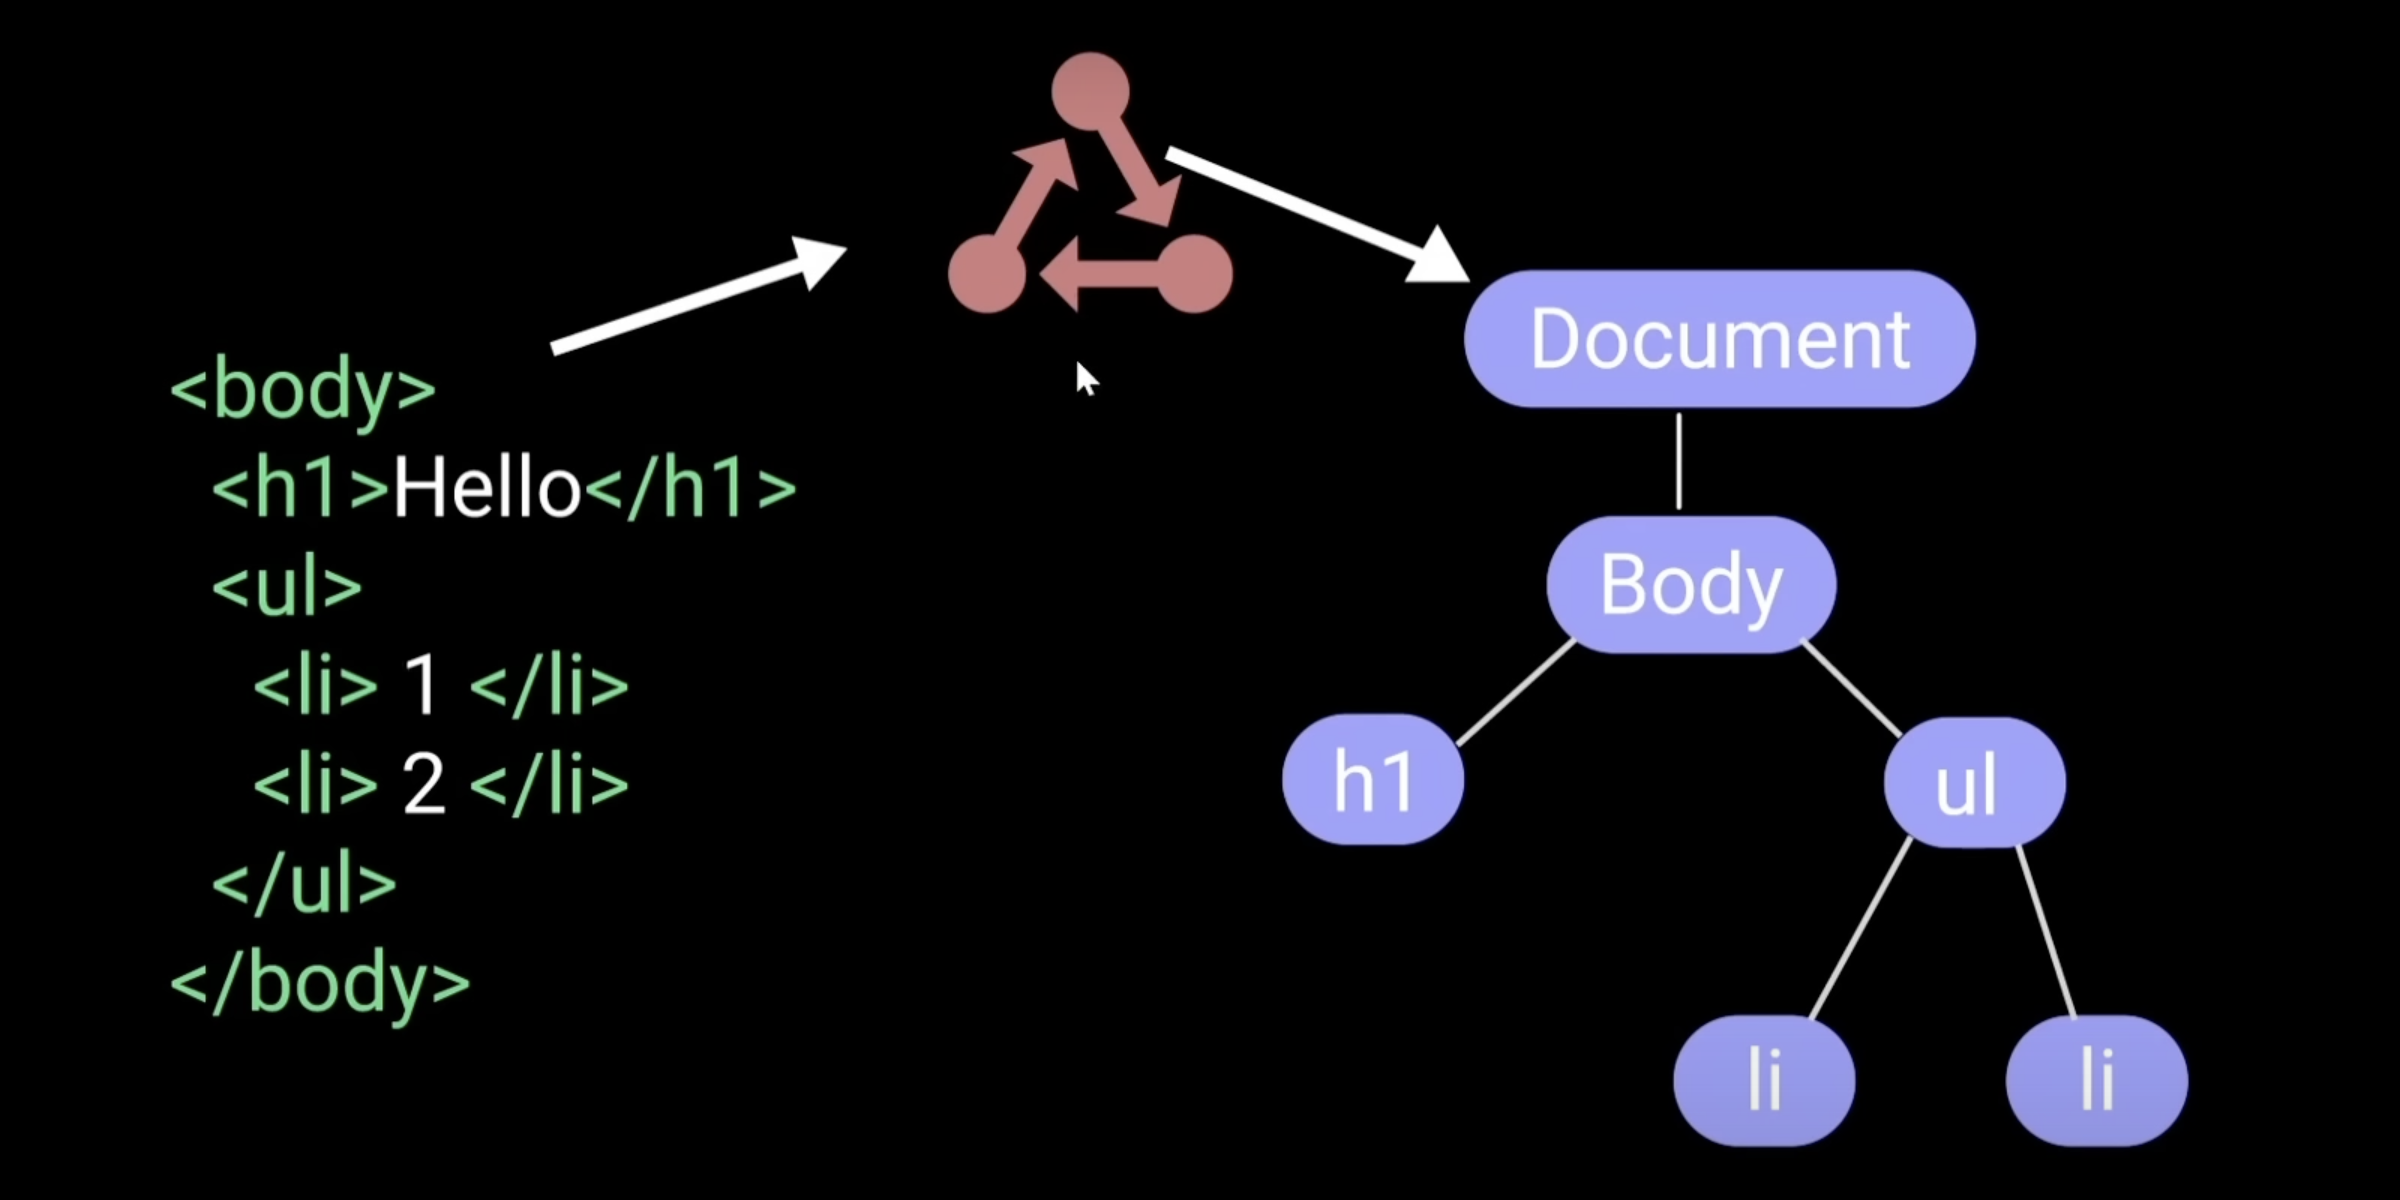 <body>
<h1>Hello</h1>
<ul>
<li> 1 </li>
<li> 2 </li>
</ul>
</body>
Document
Body
h1
ul
li
li